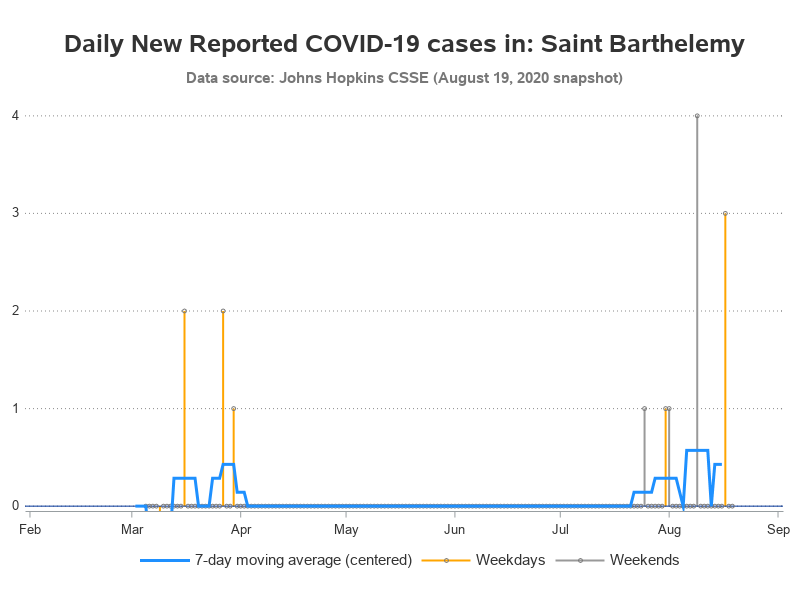 Daily New Reported COVID-19 cases in: Saint Barthelemy
Data source: Johns Hopkins CSSE (August 19, 2020 snapshot)
4
3
2
1
0
Feb Mar Apr May Jun Jul Aug Sep
7-day moving average (centered) Weekdays Weekends